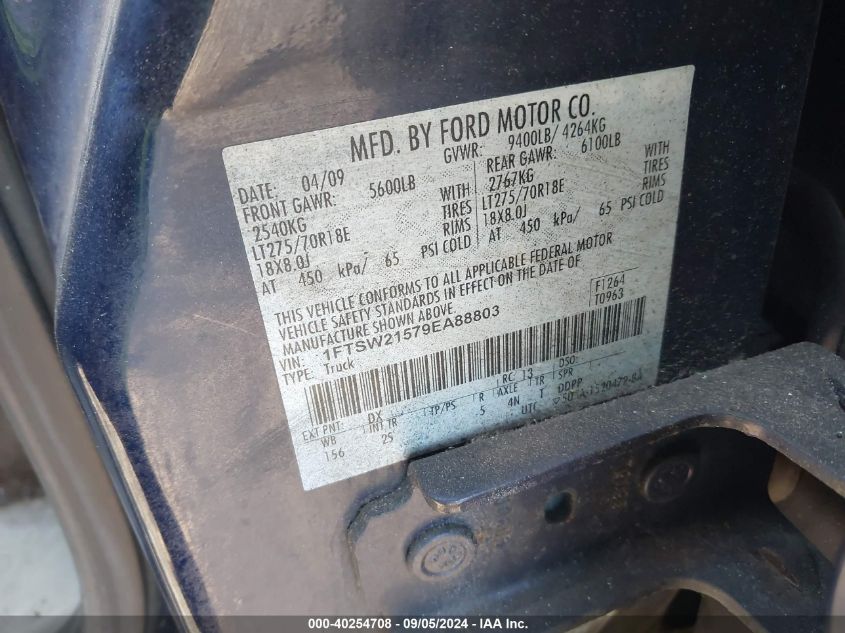 MFD. BY FORD MOTOR CO.
DATE: 04/09 GVWR: 9400LB/ 4264KG
FRONT GAWR: 5600LB REAR GAWR: 6100LB
2540KG WITH 2767KG WITH
LT275/70R18E TIRES LT275/70R18E TIRES
18X8.0J RIMS 18X8.0J RIMS
AT 450 kPa/ 65 PSI COLD AT 450 kPa/ 65 PSI COLD
THIS VEHICLE CONFORMS TO ALL APPLICABLE FEDERAL MOTOR
VEHICLE SAFETY STANDARDS IN EFFECT ON THE DATE OF
MANUFACTURE SHOWN ABOVE.
F1264
T0963
VIN: 1FTSW21579EA88803
TYPE: Truck
EXT PNT: DX RC: 13 DSO:
WB INT TR TP/PS R AXLE TR SPR
156 25 5 4N T DDPP
UTC
000-40254708 - 09/05/2024 - IAA Inc.